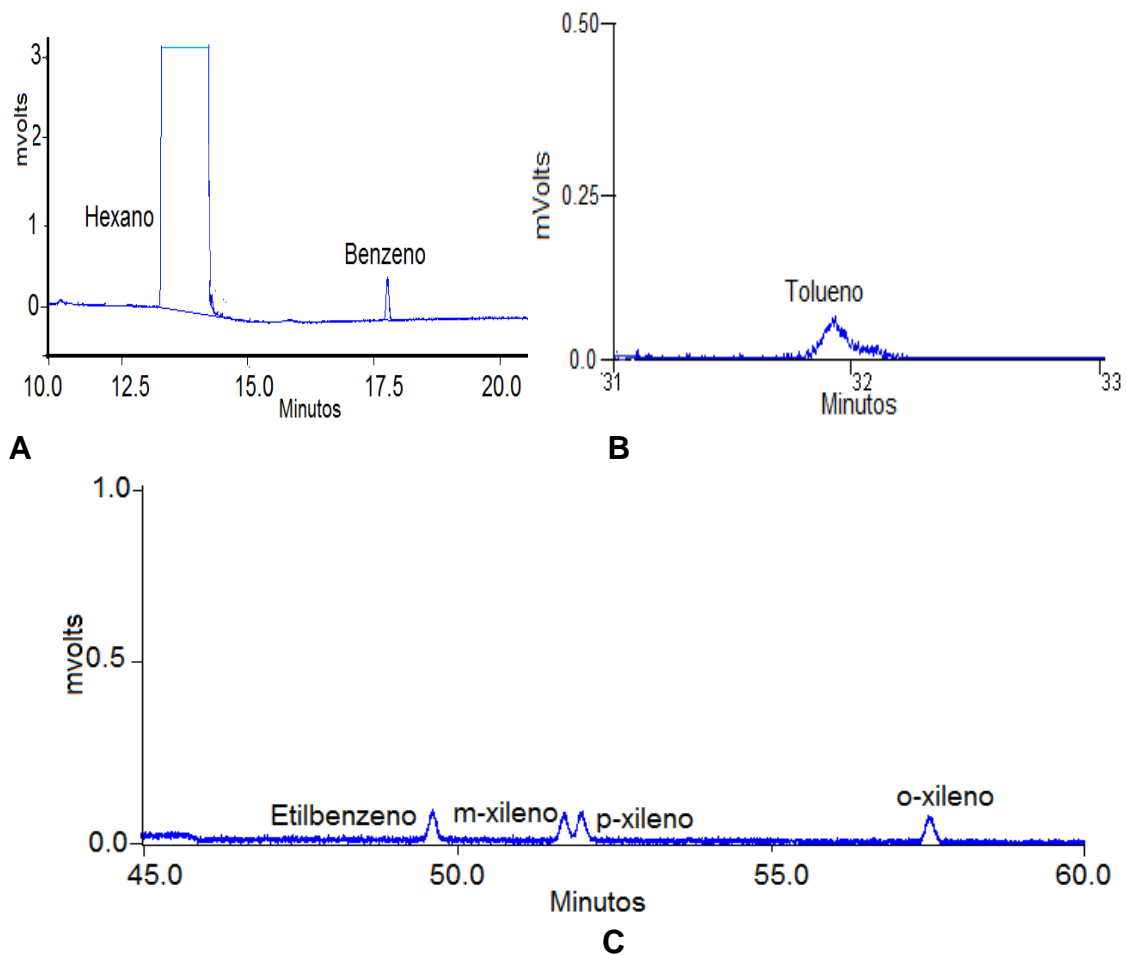 3
2
1
0
mvolts
Hexano
Benzeno
10.0 12.5 15.0 17.5 20.0
Minutos
A
0.50
0.25
0.0
mVolts
Tolueno
31 32 33
Minutos
B
1.0
0.5
0.0
mvolts
Etilbenzeno m-xileno p-xileno o-xileno
45.0 50.0 55.0 60.0
Minutos
C